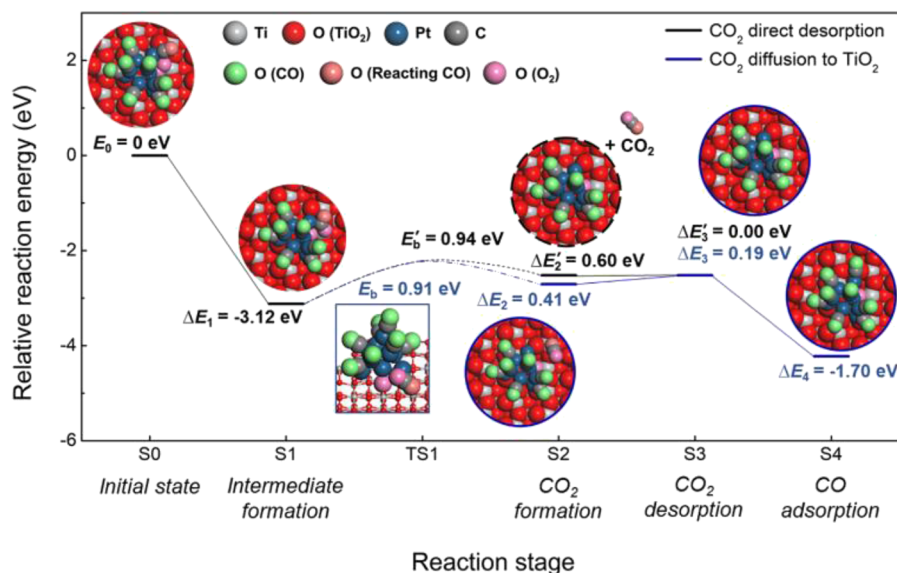 Ti O (TiO₂) Pt C
O (CO) O (Reacting CO) O (O₂)
CO₂ direct desorption
CO₂ diffusion to TiO₂
Relative reaction energy (eV)
2
0
-2
-4
-6
E₀ = 0 eV
ΔE₁ = -3.12 eV
E′b = 0.94 eV
Eb = 0.91 eV
+ CO₂
ΔE′₂ = 0.60 eV
ΔE₂ = 0.41 eV
ΔE′₃ = 0.00 eV
ΔE₃ = 0.19 eV
ΔE₄ = -1.70 eV
S0 S1 TS1 S2 S3 S4
Initial state
Intermediate
formation
CO₂
formation
CO₂
desorption
CO
adsorption
Reaction stage